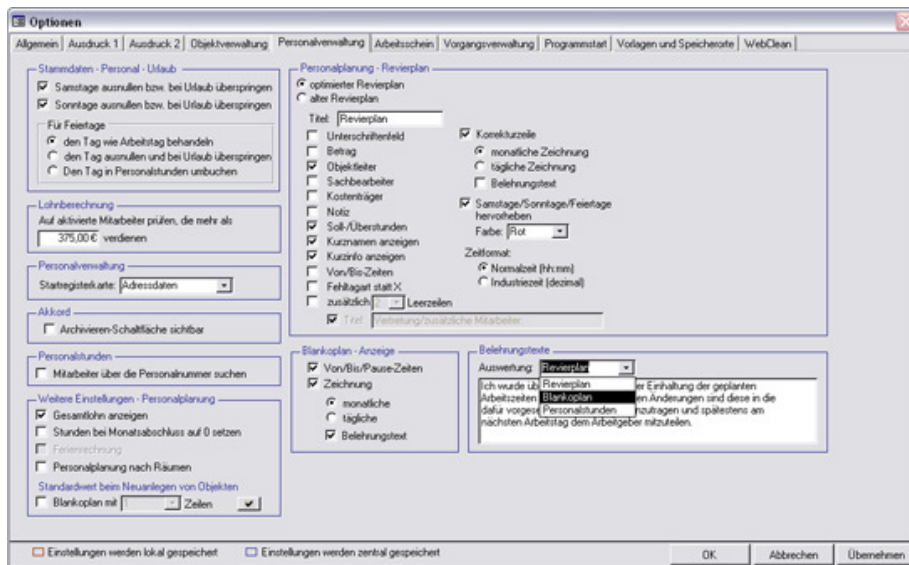 Optionen
Allgemein | Ausdruck 1 | Ausdruck 2 | Objektverwaltung | Personalverwaltung | Arbeitsschein | Vorgangsverwaltung | Programmstart | Vorlagen und Speicherorte | WebClean
Stammdaten - Personal - Urlaub
Samstage ausnullen bzw. bei Urlaub überspringen
Sonntage ausnullen bzw. bei Urlaub überspringen
Für Feiertage
den Tag wie Arbeitstag behandeln
den Tag ausnullen und bei Urlaub überspringen
Den Tag in Personalstunden umbuchen
Lohnberechnung
Auf aktivierte Mitarbeiter prüfen, die mehr als
375,00 € verdienen
Personalverwaltung
Startregisterkarte: Adressdaten
Akkord
Archivieren-Schaltfläche sichtbar
Personalstunden
Mitarbeiter über die Personalnummer suchen
Weitere Einstellungen - Personalplanung
Gesamtlohn anzeigen
Stunden bei Monatsabschluss auf 0 setzen
Ferienrechnung
Personalplanung nach Räumen
Standardwert beim Neuanlegen von Objekten
Blankoplan mit 1 Zeilen
Personalplanung - Revierplan
optimierter Revierplan
alter Revierplan
Titel: Revierplan
Unterschriftenfeld
Betrag
Objektleiter
Sachbearbeiter
Kostenträger
Notiz
Soll-/Überstunden
Kurznamen anzeigen
Kurzinfo anzeigen
Von/Bis-Zeiten
Fehltagart statt X
zusätzlich 2 Leerzeilen
Titel: Vertretung/zusätzliche Mitarbeiter:
Korrekturzeile
monatliche Zeichnung
tägliche Zeichnung
Belehrungstext
Samstage/Sonntage/Feiertage
hervorheben
Farbe: Rot
Zeitformat:
Normalzeit (hh:mm)
Industriezeit (dezimal)
Blankoplan - Anzeige
Von/Bis/Pause-Zeiten
Zeichnung
monatliche
tägliche
Belehrungstext
Belehrungstexte
Auswertung: Revierplan
Revierplan
Blankoplan
Personalstunden
Ich wurde üb er Einhaltung der geplanten
Arbeitszeiten en Änderungen sind diese in die
dafür vorgese nzutragen und spätestens am
nächsten Arbeitstag dem Arbeitgeber mitzuteilen.
Einstellungen werden lokal gespeichert
Einstellungen werden zentral gespeichert
OK
Abbrechen
Übernehmen